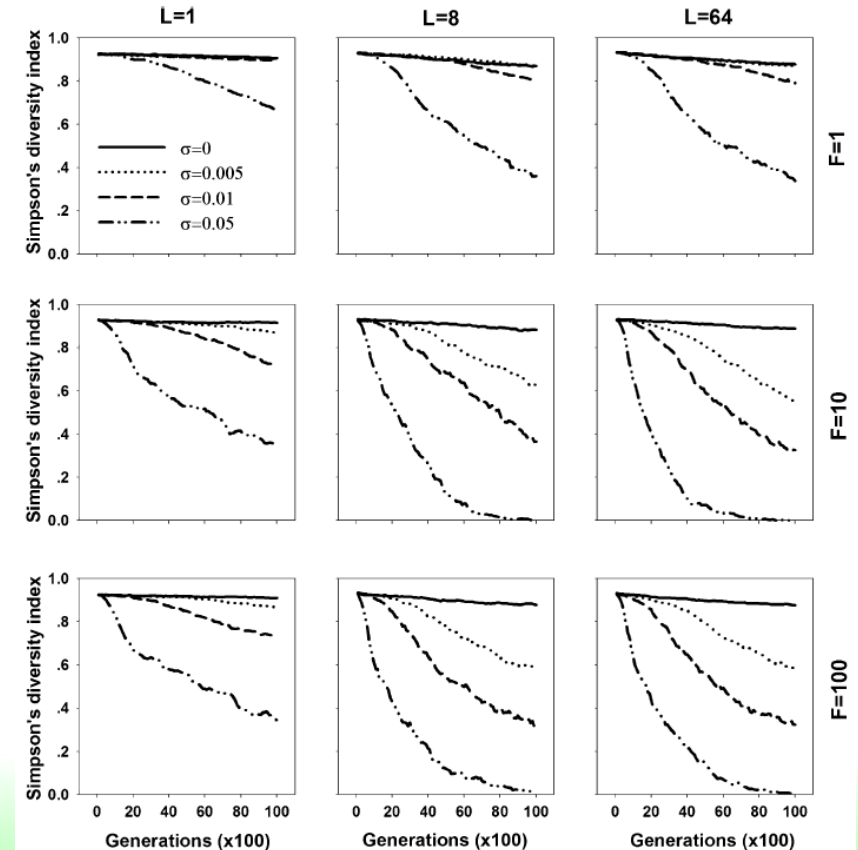 L=1
L=8
L=64
Simpson's diversity index
1.0
.8
.6
.4
.2
0.0
σ=0
σ=0.005
σ=0.01
σ=0.05
F=1
Simpson's diversity index
1.0
.8
.6
.4
.2
0.0
F=10
Simpson's diversity index
1.0
.8
.6
.4
.2
0.0
F=100
0 20 40 60 80 100
0 20 40 60 80 100
0 20 40 60 80 100
Generations (x100)
Generations (x100)
Generations (x100)